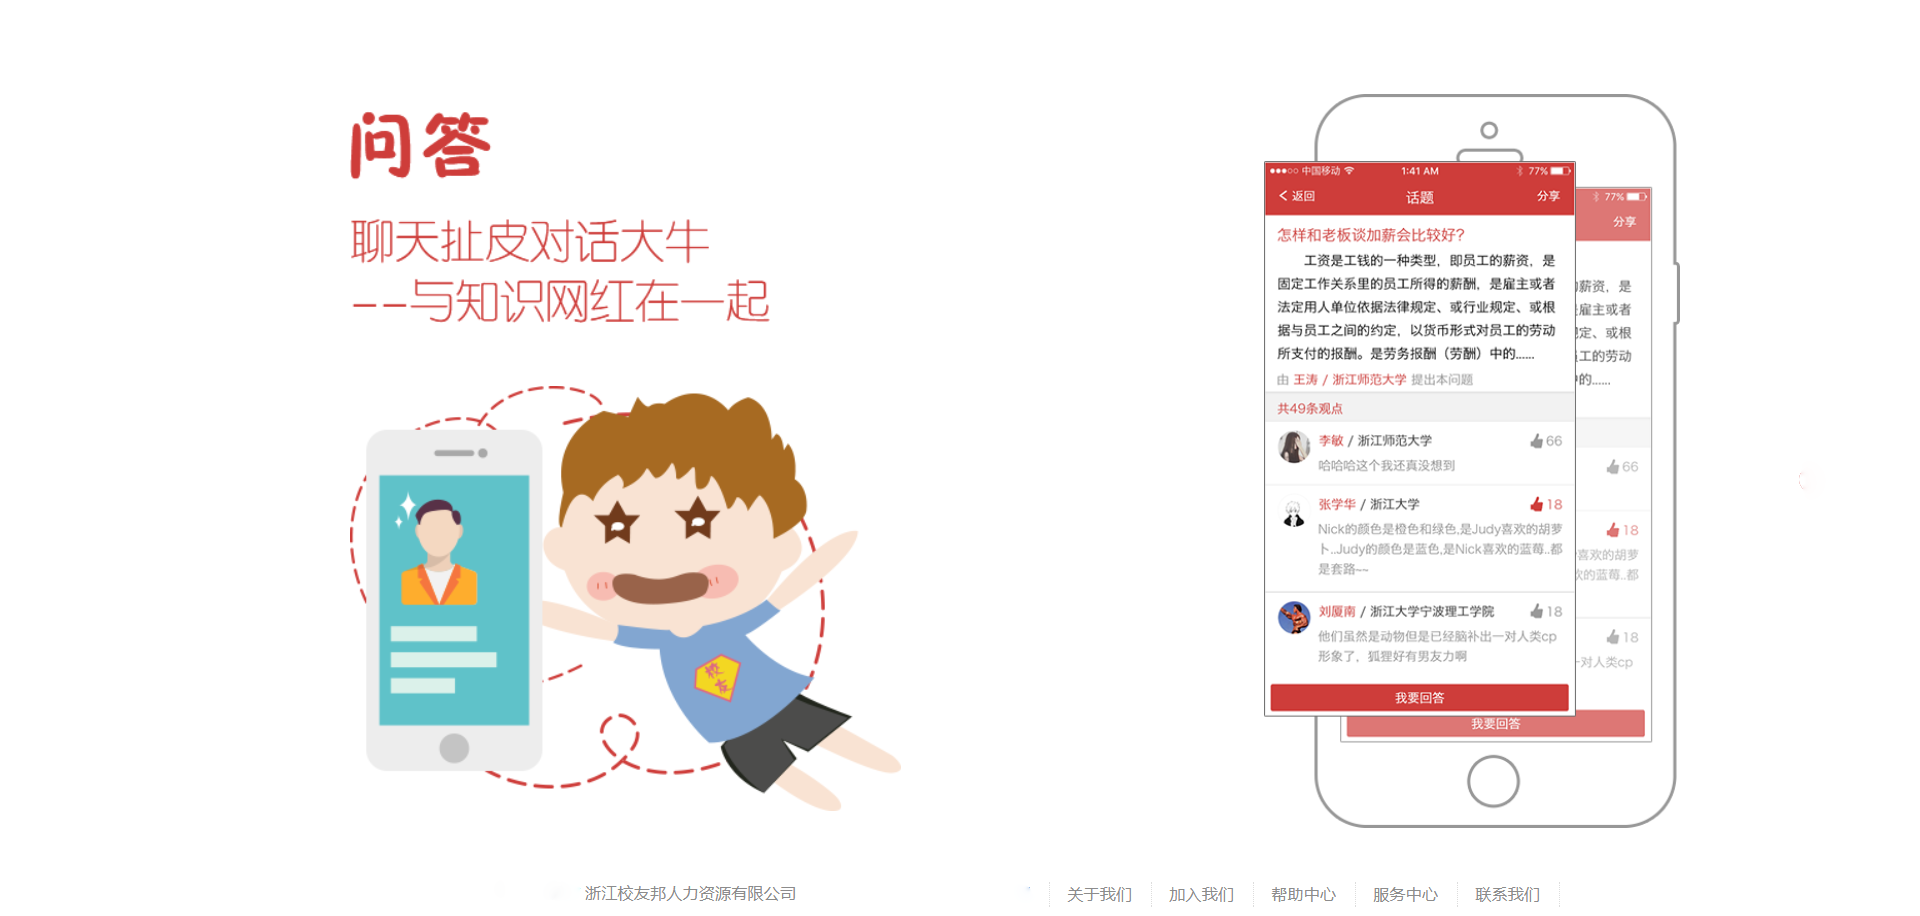 问答
聊天扯皮对话大牛
--与知识网红在一起
校友
中国移动 1:41 AM 77%
返回 话题 分享
怎样和老板谈加薪会比较好?
工资是工钱的一种类型，即员工的薪资，是
固定工作关系里的员工所得的薪酬，是雇主或者
法定用人单位依据法律规定、或行业规定、或根
据与员工之间的约定，以货币形式对员工的劳动
所支付的报酬。是劳务报酬（劳酬）中的......
由 王涛 / 浙江师范大学 提出本问题
共49条观点
李敏 / 浙江师范大学 66
哈哈哈这个我还真没想到
张学华 / 浙江大学 18
Nick的颜色是橙色和绿色,是Judy喜欢的胡萝
卜..Judy的颜色是蓝色,是Nick喜欢的蓝莓..都
是套路~~
刘厦南 / 浙江大学宁波理工学院 18
他们虽然是动物但是已经脑补出一对人类cp
形象了，狐狸好有男友力啊
我要回答
77%
分享
薪资，是
雇主或者
定、或根
工的劳动
的......
66
18
喜欢的胡萝
的蓝莓..都
18
一对人类cp
我要回答
浙江校友邦人力资源有限公司
关于我们 加入我们 帮助中心 服务中心 联系我们